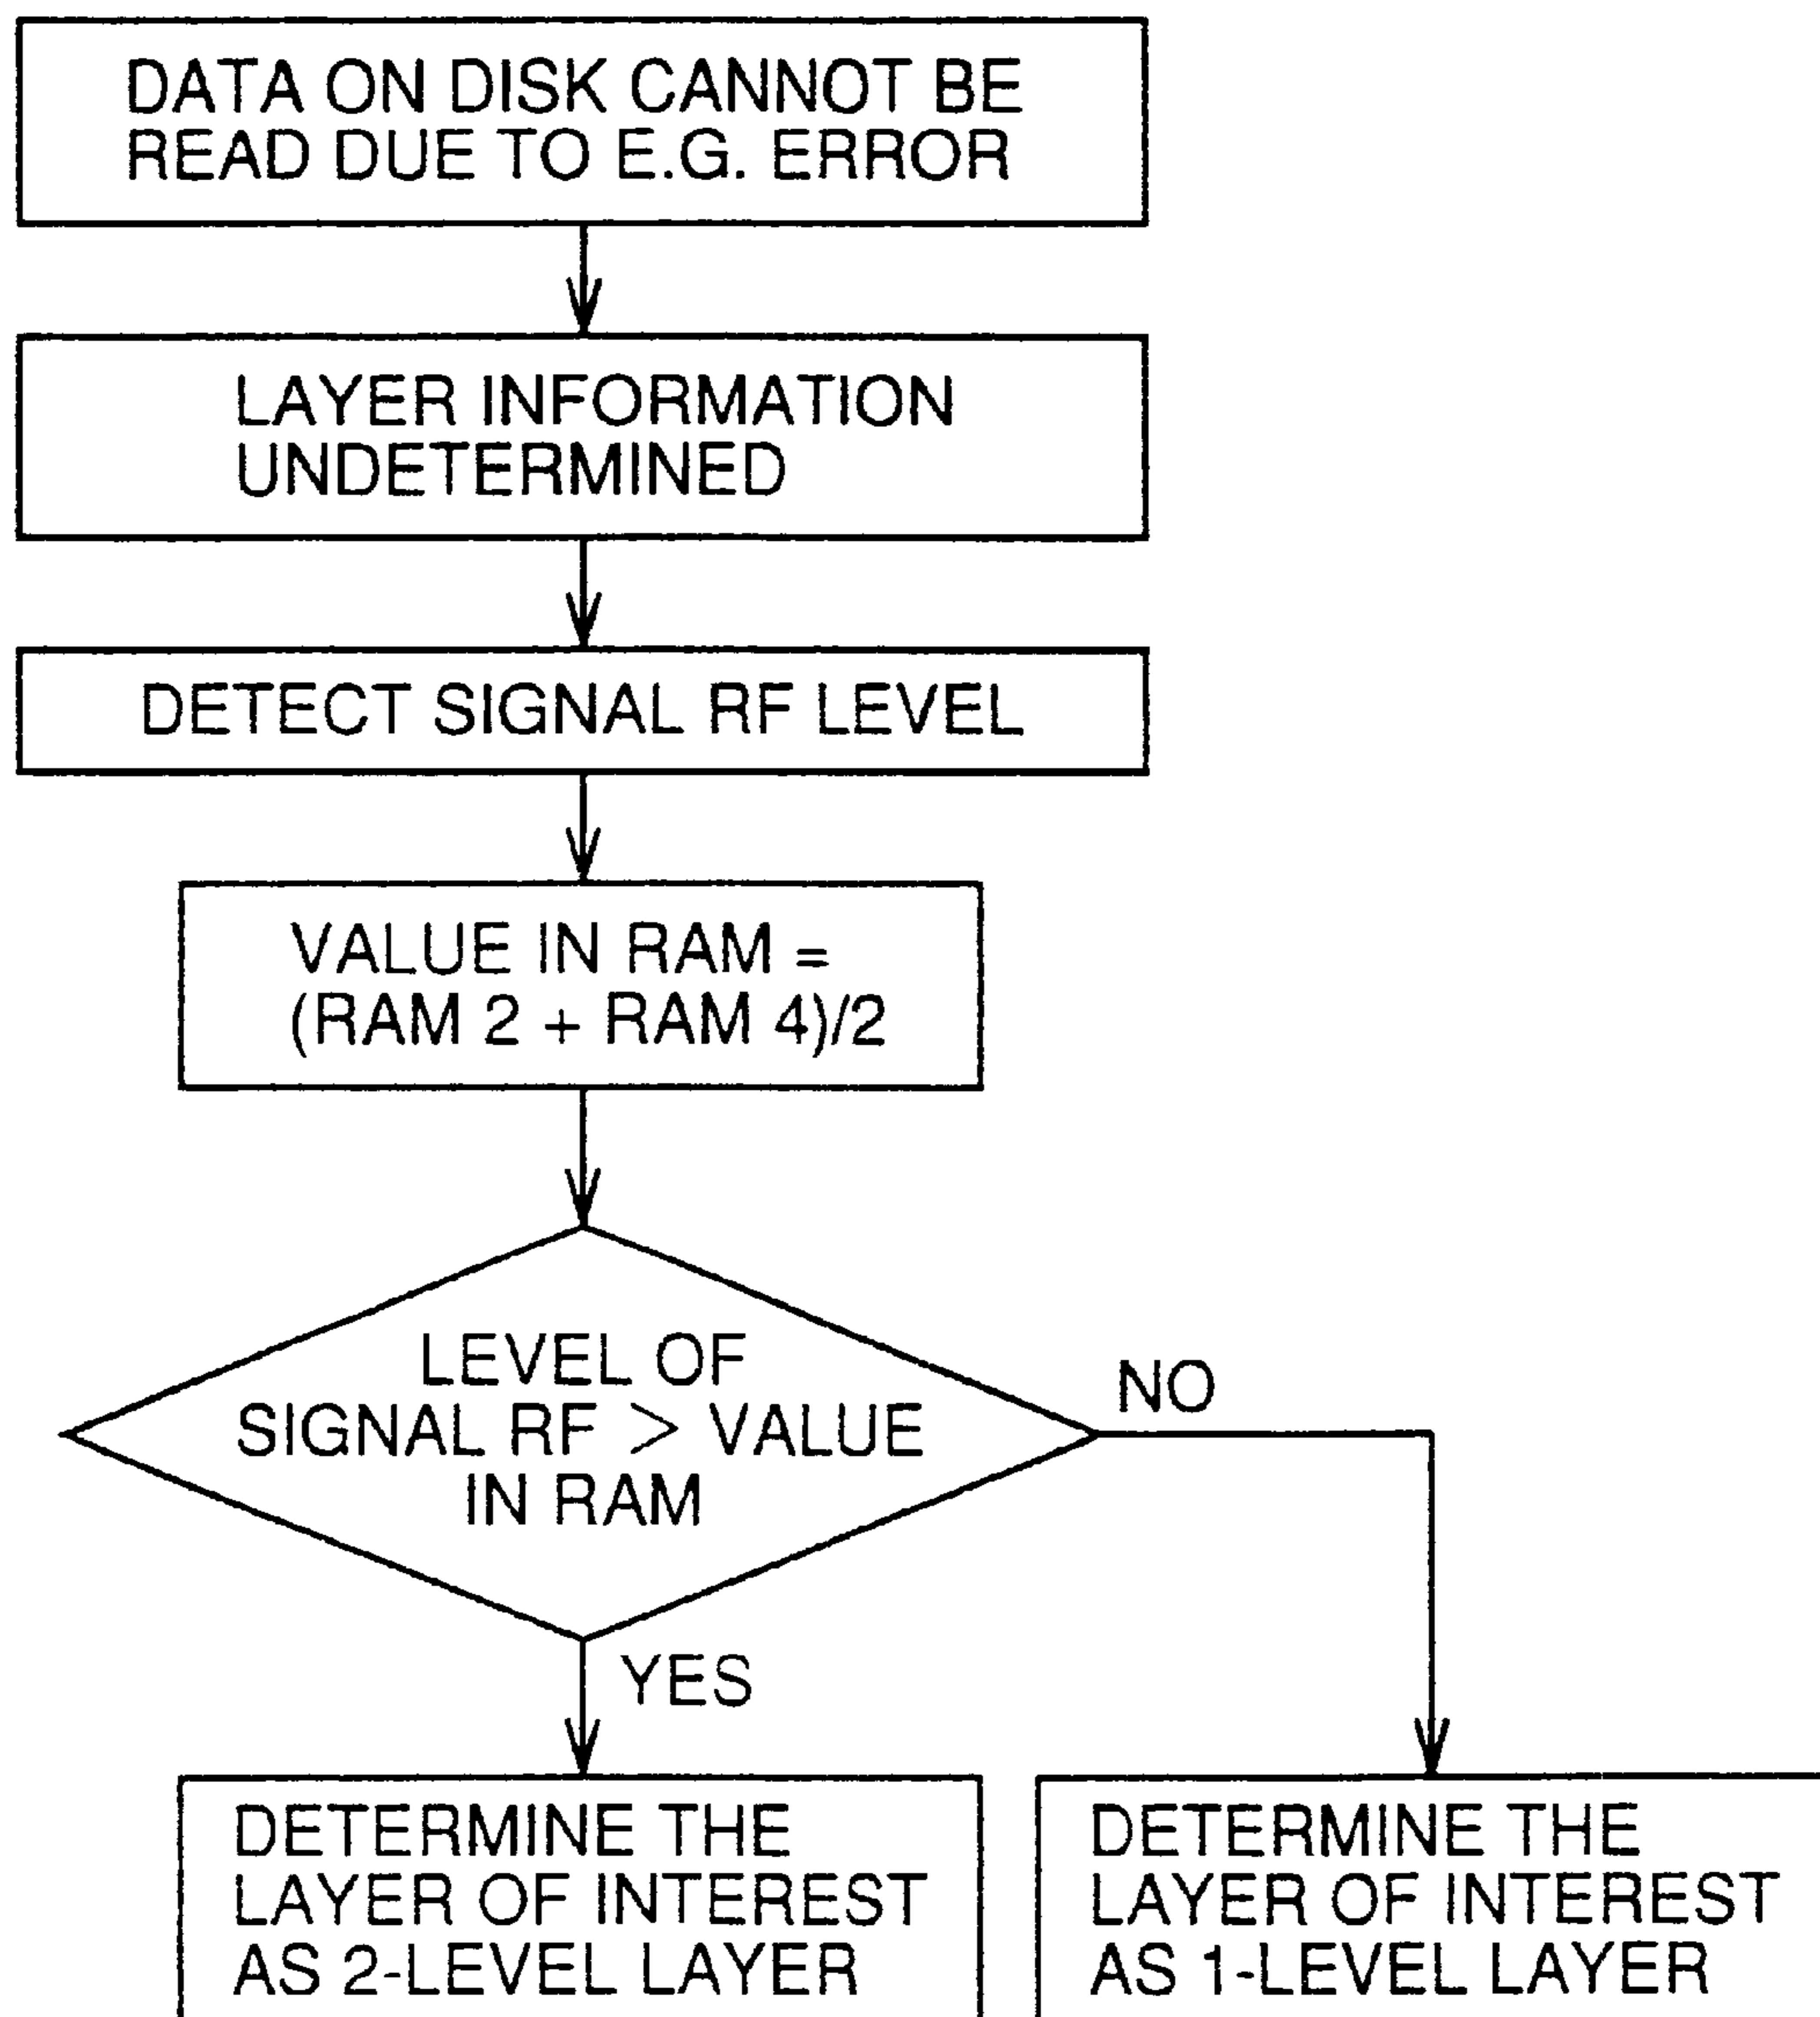 DATA ON DISK CANNOT BE
READ DUE TO E.G. ERROR
LAYER INFORMATION
UNDETERMINED
DETECT SIGNAL RF LEVEL
VALUE IN RAM =
(RAM 2 + RAM 4)/2
LEVEL OF
SIGNAL RF > VALUE
IN RAM
NO
YES
DETERMINE THE
LAYER OF INTEREST
AS 2-LEVEL LAYER
DETERMINE THE
LAYER OF INTEREST
AS 1-LEVEL LAYER